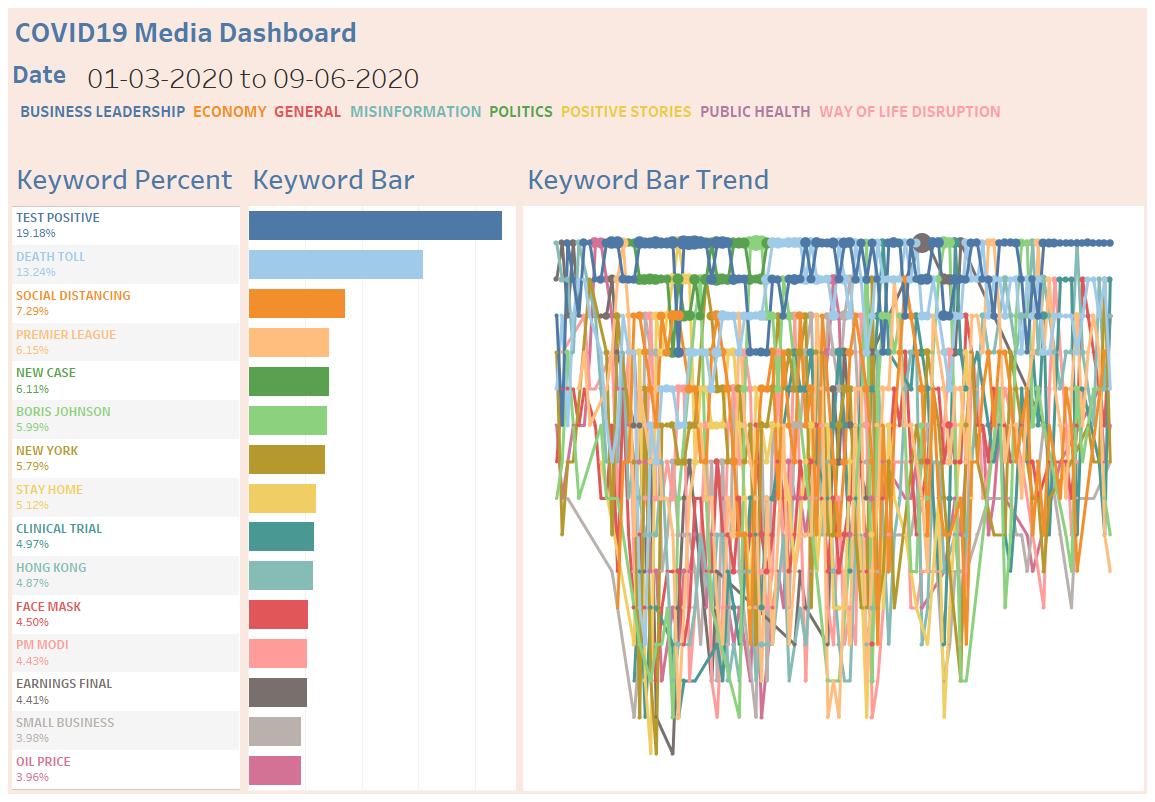 COVID19 Media Dashboard
Date 01-03-2020 to 09-06-2020
BUSINESS LEADERSHIP ECONOMY GENERAL MISINFORMATION POLITICS POSITIVE STORIES PUBLIC HEALTH WAY OF LIFE DISRUPTION
Keyword Percent Keyword Bar Keyword Bar Trend
TEST POSITIVE
19.18%
DEATH TOLL
13.24%
SOCIAL DISTANCING
7.29%
PREMIER LEAGUE
6.15%
NEW CASE
6.11%
BORIS JOHNSON
5.99%
NEW YORK
5.79%
STAY HOME
5.12%
CLINICAL TRIAL
4.97%
HONG KONG
4.87%
FACE MASK
4.50%
PM MODI
4.43%
EARNINGS FINAL
4.41%
SMALL BUSINESS
3.98%
OIL PRICE
3.96%